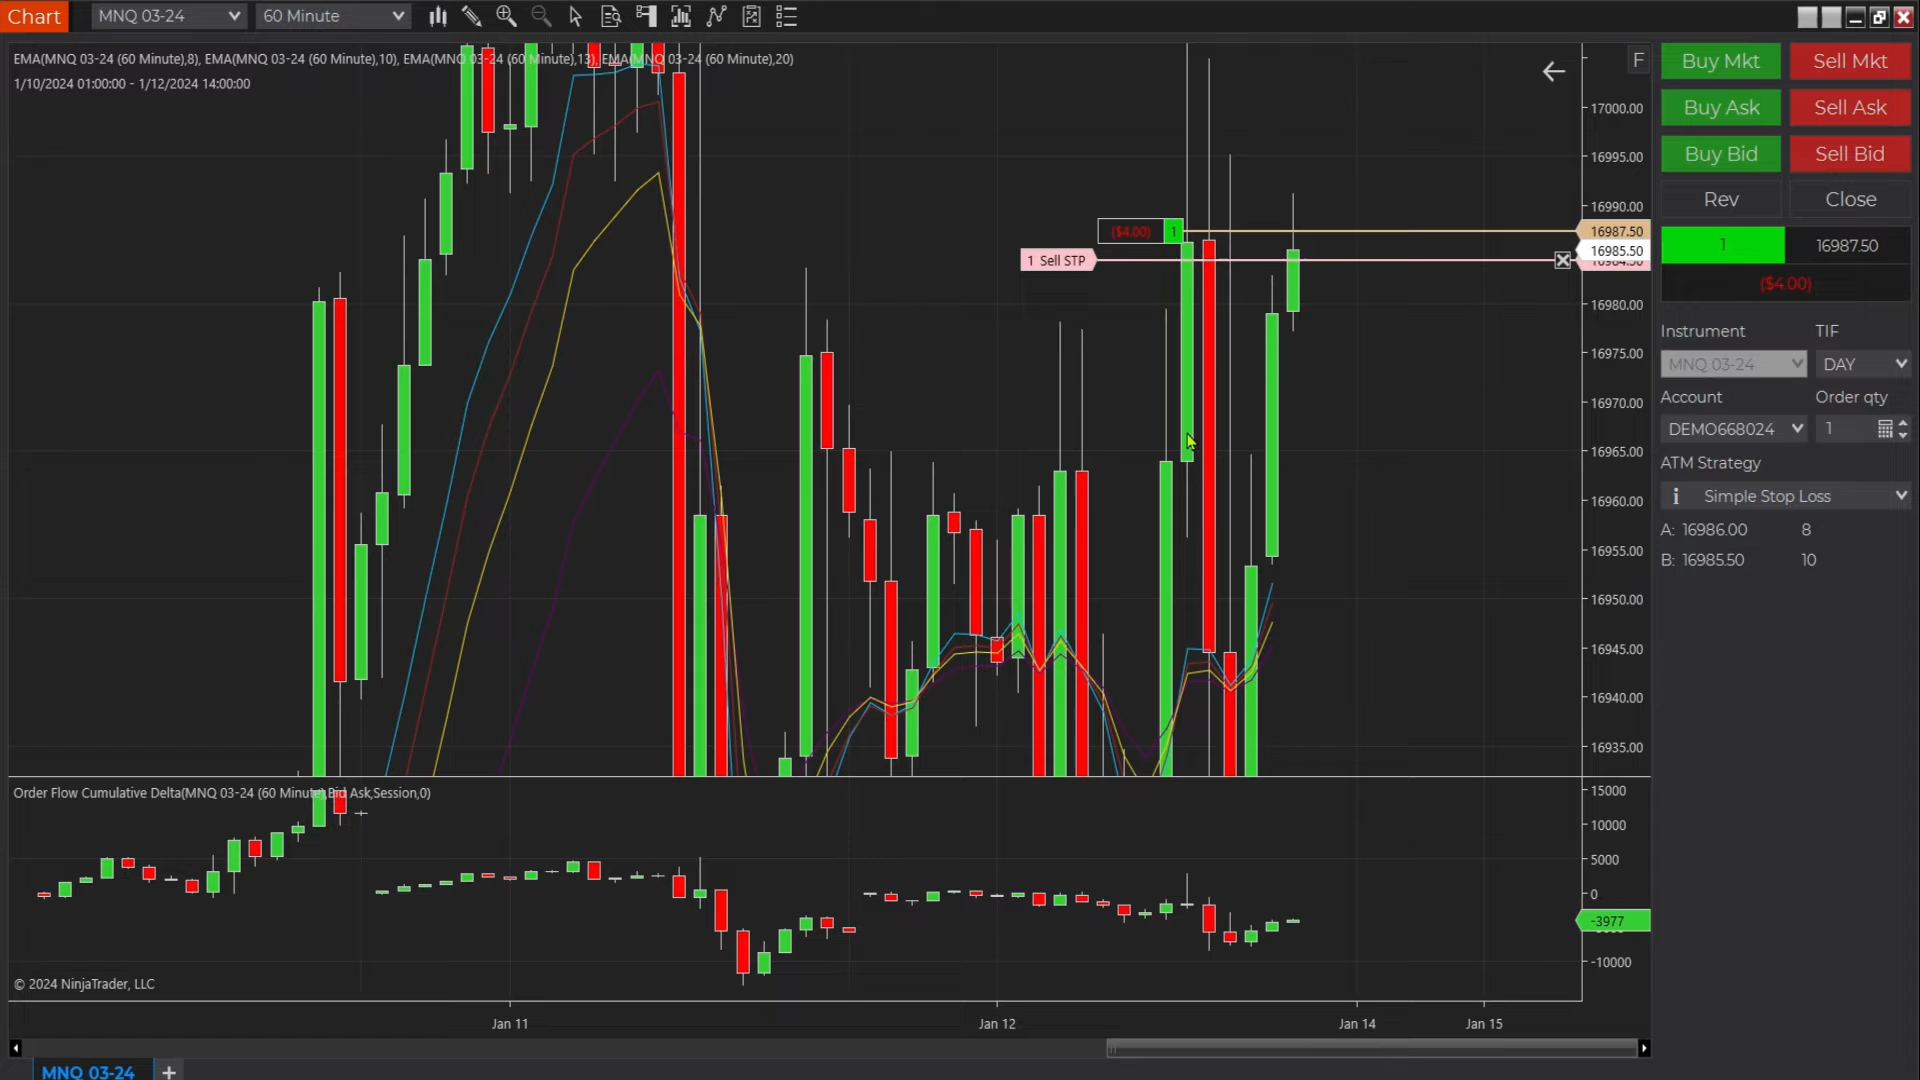 Chart MNQ 03-24 60 Minute
EMA(MNQ 03-24 (60 Minute),8), EMA(MNQ 03-24 (60 Minute),10), EMA(MNQ 03-24 (60 Minute),13), EMA(MNQ 03-24 (60 Minute),20)
1/10/2024 01:00:00 - 1/12/2024 14:00:00
F
17000.00
16995.00
16990.00
($4.00) 1
16987.50
16985.50
1 Sell STP
16984.50
16980.00
16975.00
16970.00
16965.00
16960.00
16955.00
16950.00
16945.00
16940.00
16935.00
Order Flow Cumulative Delta(MNQ 03-24 (60 Minute),Bid Ask,Session,0)
15000
10000
5000
0
-3977
-10000
© 2024 NinjaTrader, LLC
Jan 11 Jan 12 Jan 14 Jan 15
MNQ 03-24 +
Buy Mkt Sell Mkt
Buy Ask Sell Ask
Buy Bid Sell Bid
Rev Close
1 16987.50
($4.00)
Instrument TIF
MNQ 03-24 DAY
Account Order qty
DEMO668024 1
ATM Strategy
i Simple Stop Loss
A: 16986.00 8
B: 16985.50 10